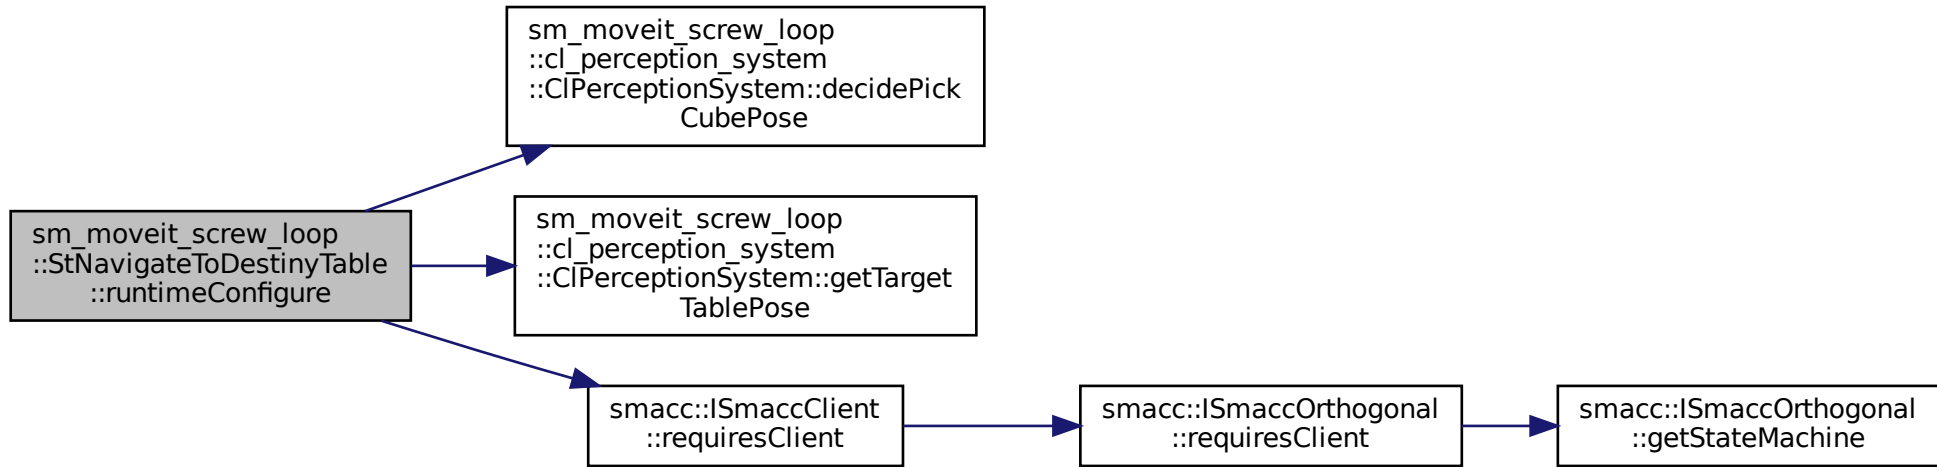 sm_moveit_screw_loop
::cl_perception_system
::ClPerceptionSystem::decidePick
CubePose
sm_moveit_screw_loop
::StNavigateToDestinyTable
::runtimeConfigure
sm_moveit_screw_loop
::cl_perception_system
::ClPerceptionSystem::getTarget
TablePose
smacc::ISmaccClient
::requiresClient
smacc::ISmaccOrthogonal
::requiresClient
smacc::ISmaccOrthogonal
::getStateMachine